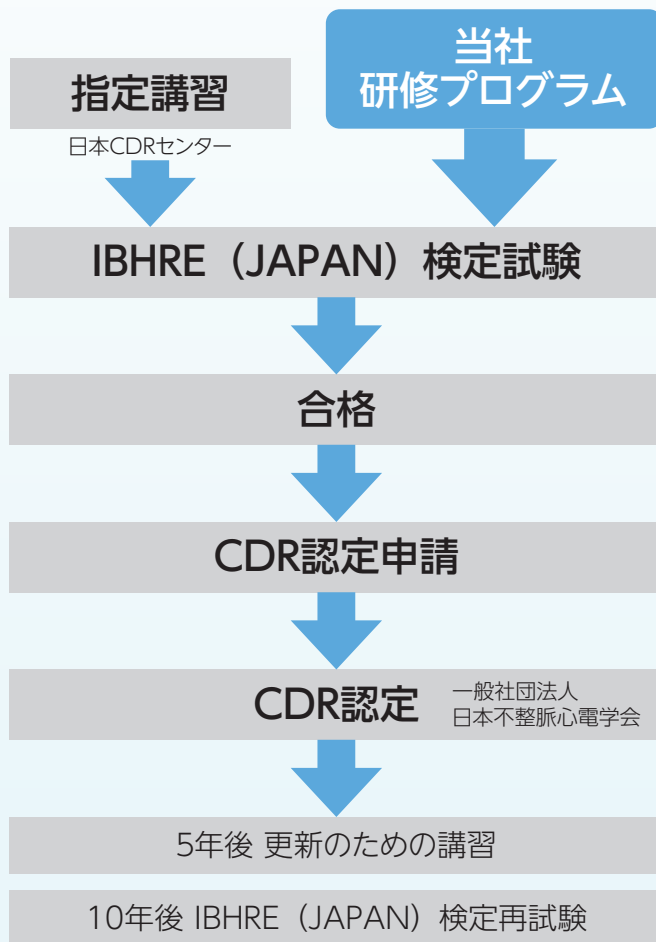 当社
研修プログラム
指定講習
日本CDRセンター
IBHRE（JAPAN）検定試験
合格
CDR認定申請
CDR認定
一般社団法人
日本不整脈心電学会
5年後 更新のための講習
10年後 IBHRE（JAPAN）検定再試験